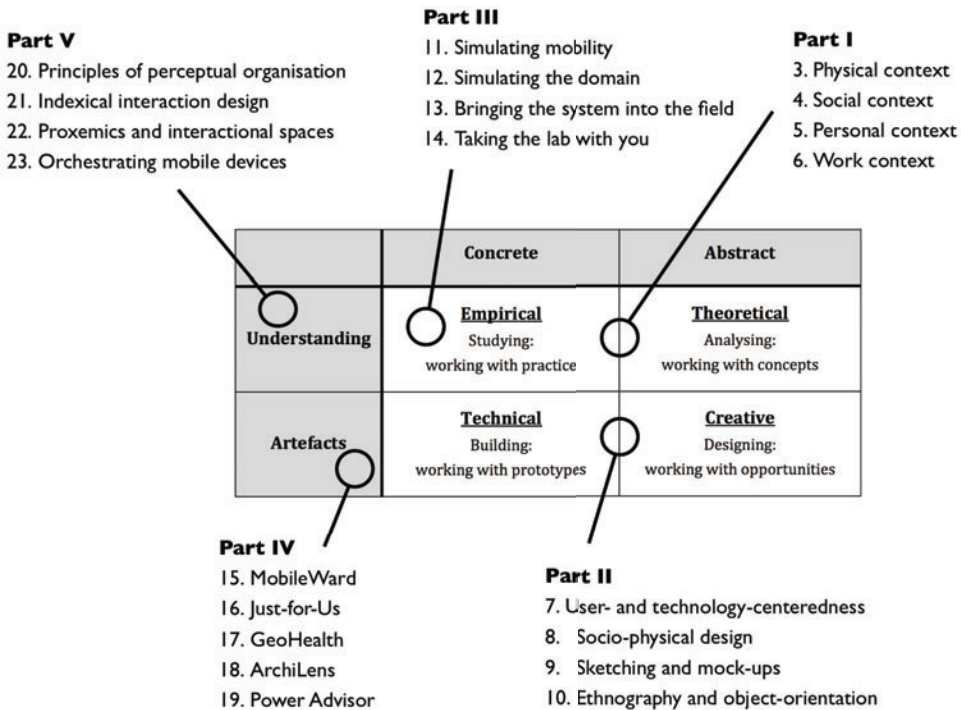 Part V
20. Principles of perceptual organisation
21. Indexical interaction design
22. Proxemics and interactional spaces
23. Orchestrating mobile devices
Part III
11. Simulating mobility
12. Simulating the domain
13. Bringing the system into the field
14. Taking the lab with you
Part I
3. Physical context
4. Social context
5. Personal context
6. Work context
Concrete
Abstract
Understanding
Empirical
Studying:
working with practice
Theoretical
Analysing:
working with concepts
Artefacts
Technical
Building:
working with prototypes
Creative
Designing:
working with opportunities
Part IV
15. MobileWard
16. Just-for-Us
17. GeoHealth
18. ArchiLens
19. Power Advisor
Part II
7. User- and technology-centeredness
8. Socio-physical design
9. Sketching and mock-ups
10. Ethnography and object-orientation